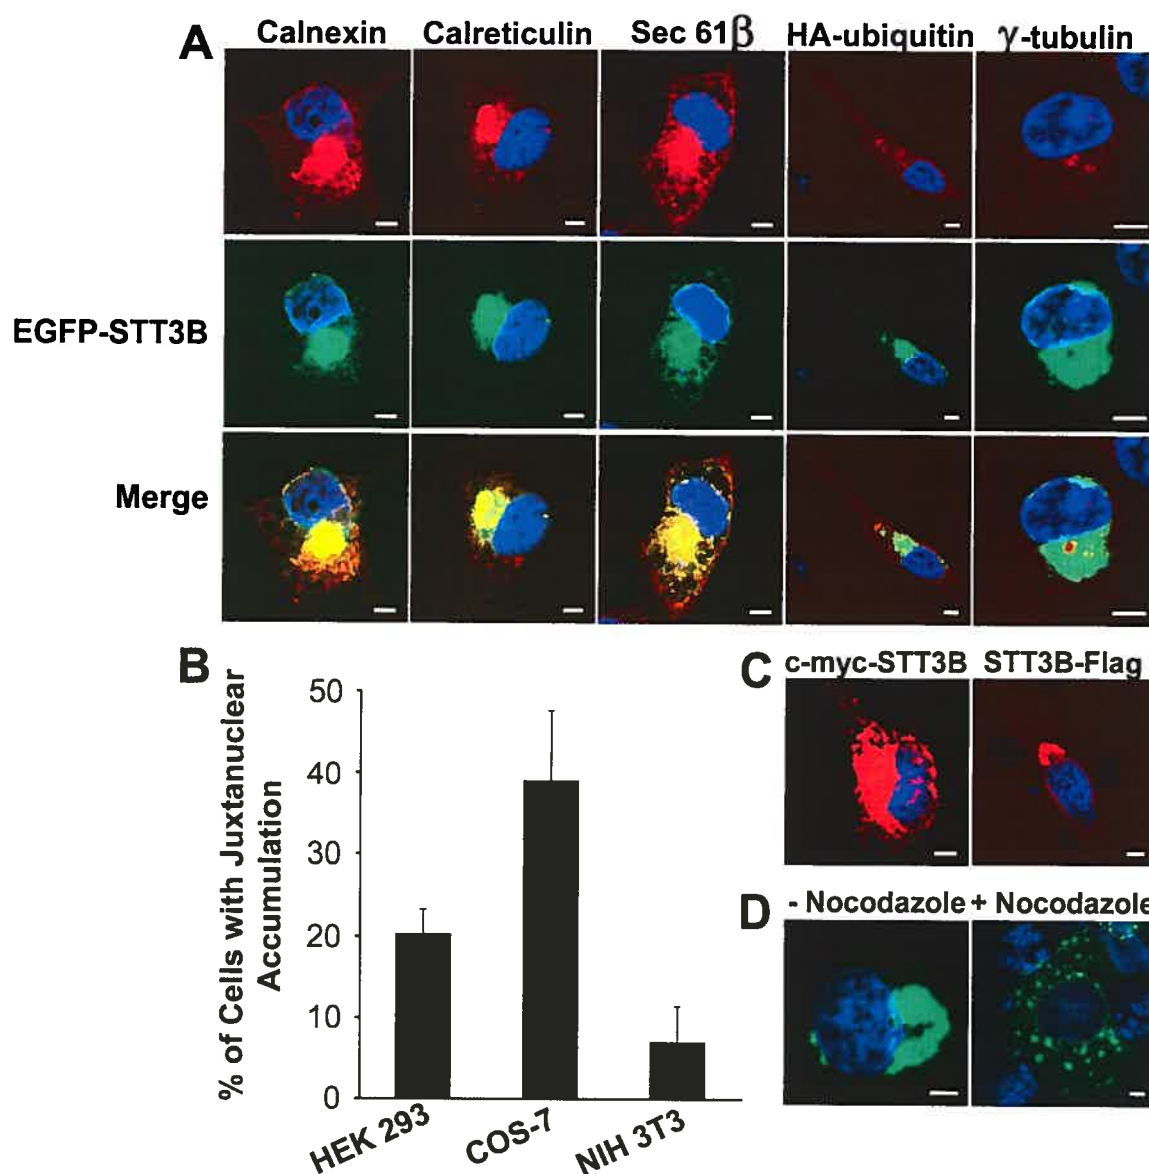 A
Calnexin Calreticulin Sec 61β HA-ubiquitin γ-tubulin
EGFP-STT3B
Merge
B
% of Cells with Juxtanuclear
Accumulation
50
40
30
20
10
0
HEK 293
COS-7
NIH 3T3
C
c-myc-STT3B STT3B-Flag
D
- Nocodazole + Nocodazole